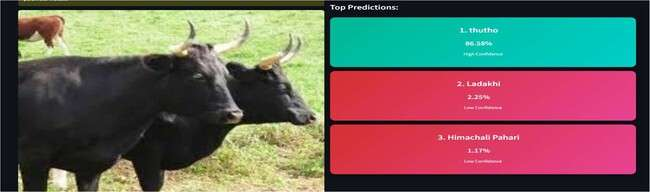 Top Predictions:
1. thutho
86.58%
High Confidence
2. Ladakhi
2.25%
Low Confidence
3. Himachali Pahari
1.17%
Low Confidence